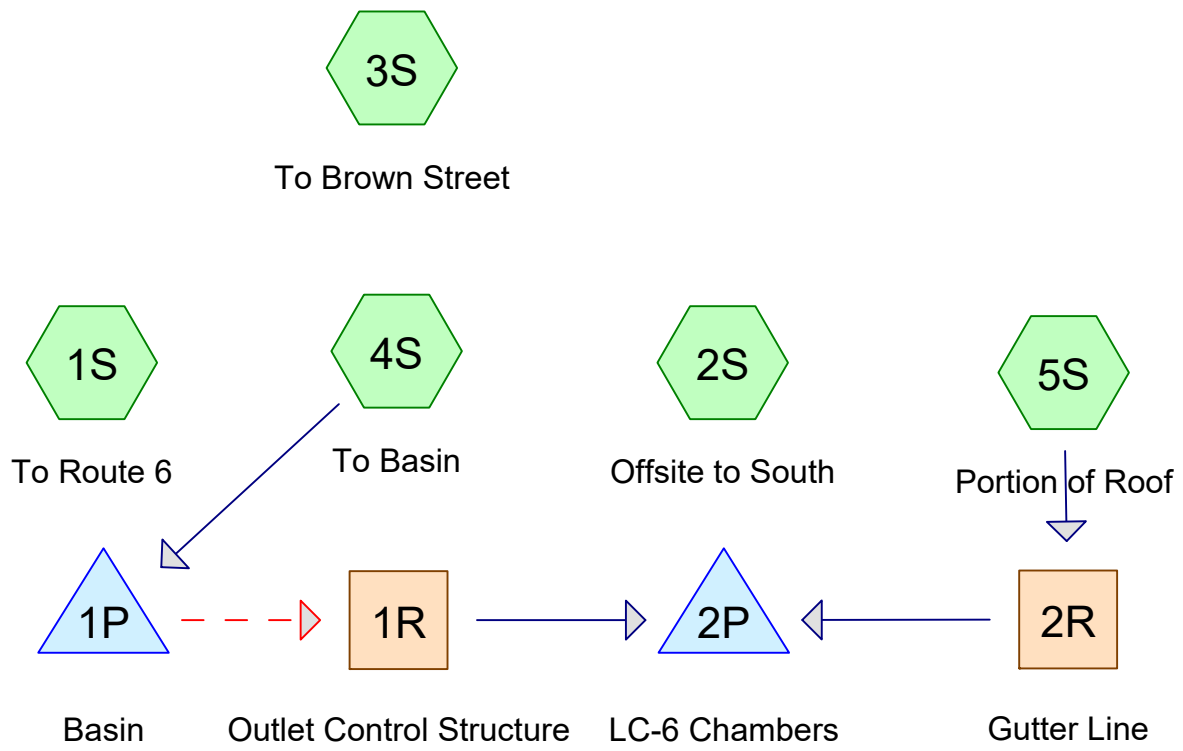 3S
To Brown Street
1S
4S
2S
5S
To Route 6
To Basin
Offsite to South
Portion of Roof
1P
1R
2P
2R
Basin
Outlet Control Structure
LC-6 Chambers
Gutter Line